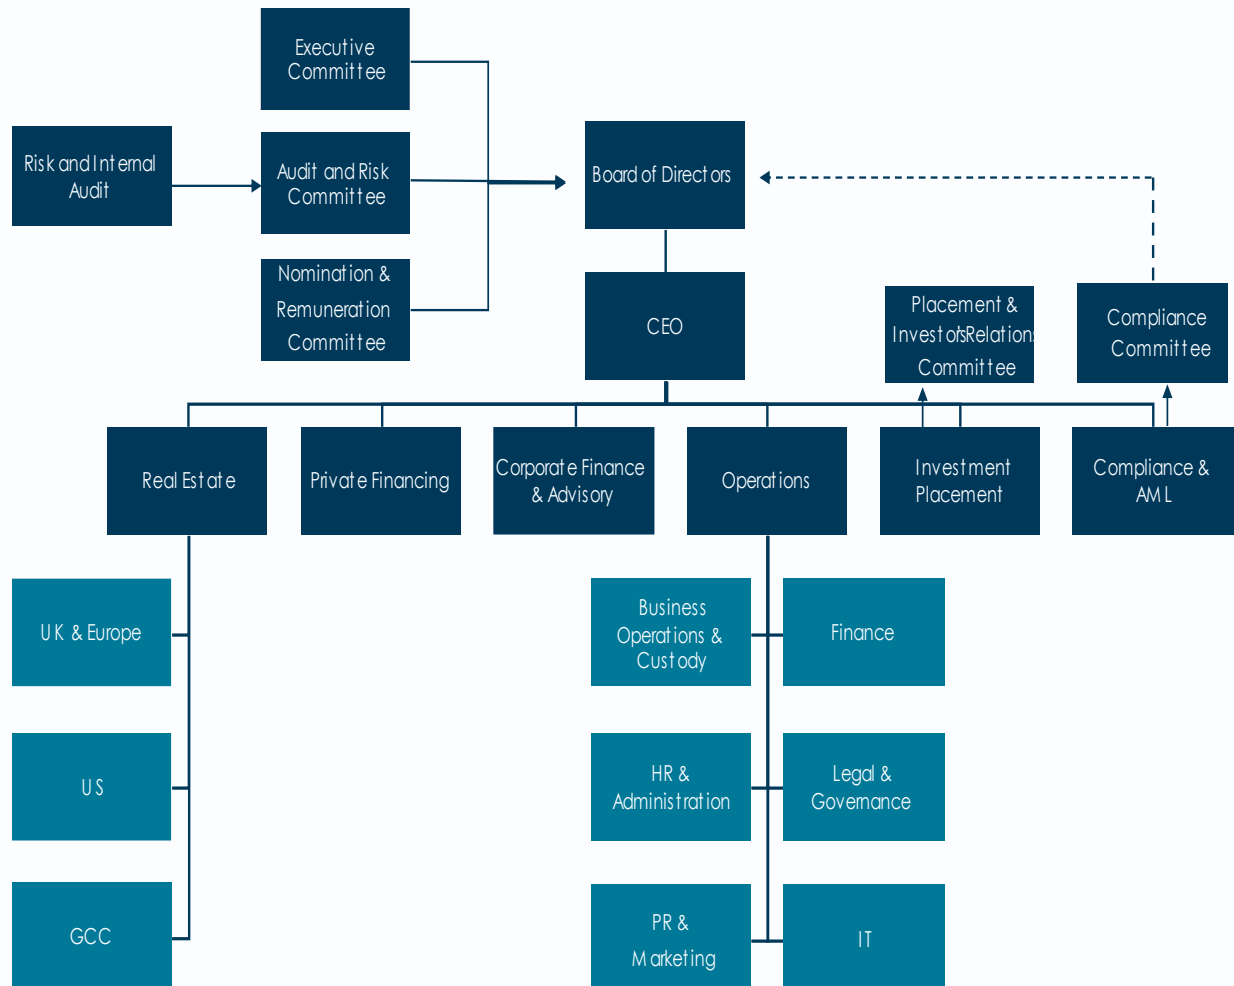 Executive
Committee
Risk and Internal
Audit
Audit and Risk
Committee
Board of Directors
Nomination &
Remuneration
Committee
CEO
Placement &
Investors'Relations
Committee
Compliance
Committee
Real Estate
Private Financing
Corporate Finance
& Advisory
Operations
Investment
Placement
Compliance &
AML
UK & Europe
Business
Operations &
Custody
Finance
US
HR &
Administration
Legal &
Governance
GCC
PR &
Marketing
IT